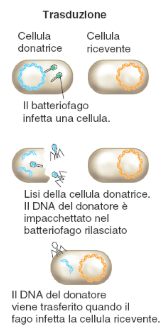 Trasduzione
Cellula donatrice
Cellula ricevente
Il batteriofago
infetta una cellula.
Lisi della cellula donatrice.
Il DNA del donatore è
impacchettato nel
batteriofago rilasciato
Il DNA del donatore
viene trasferito quando il
fago infetta la cellula ricevente.